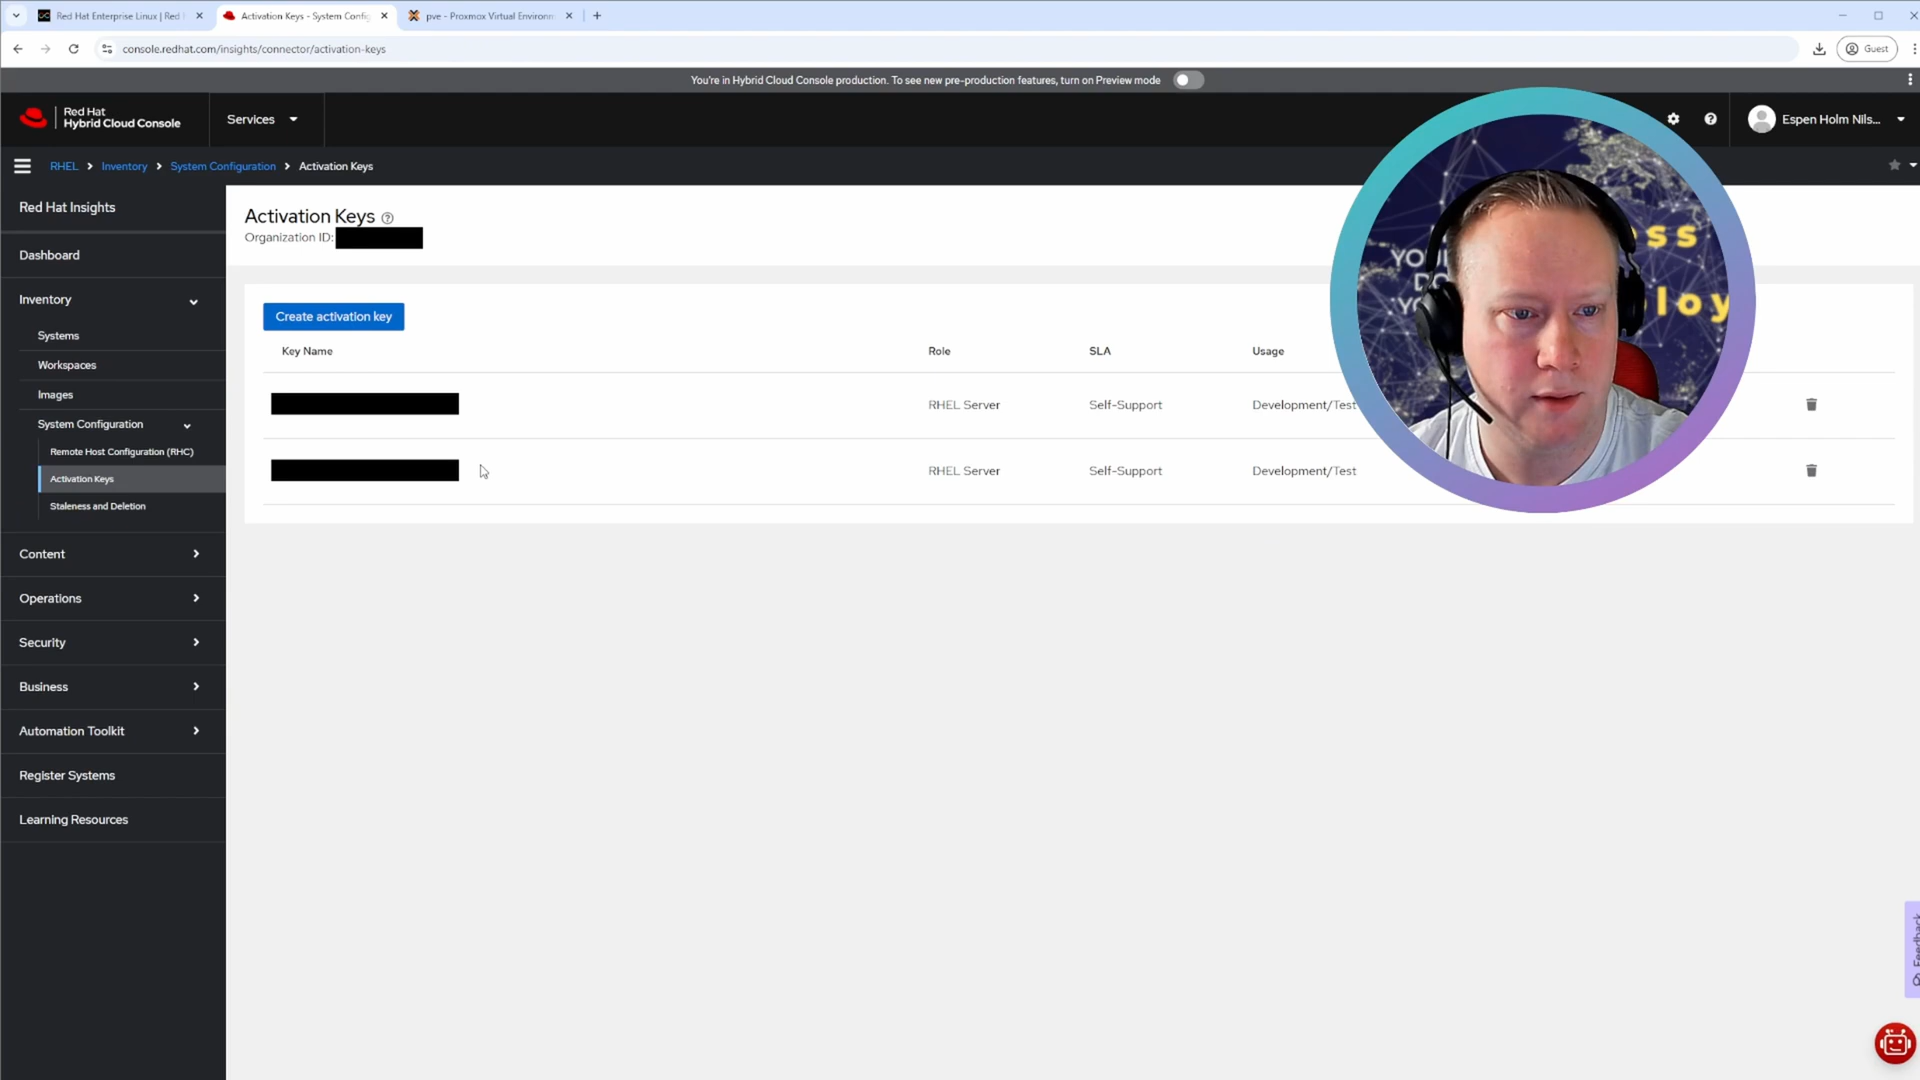 Red Hat Enterprise Linux | Red
Activation Keys - System Config
pve - Proxmox Virtual Environm
console.redhat.com/insights/connector/activation-keys
Guest
You're in Hybrid Cloud Console production. To see new pre-production features, turn on Preview mode
Red Hat
Hybrid Cloud Console
Services
Espen Holm Nils...
RHEL > Inventory > System Configuration > Activation Keys
Red Hat Insights
Dashboard
Inventory
Systems
Workspaces
Images
System Configuration
Remote Host Configuration (RHC)
Activation Keys
Staleness and Deletion
Content
Operations
Security
Business
Automation Toolkit
Register Systems
Learning Resources
Activation Keys
Organization ID:
Create activation key
Key Name Role SLA Usage
RHEL Server Self-Support Development/Test
RHEL Server Self-Support Development/Test
Feedback